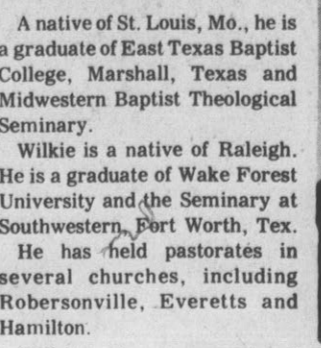 A native of St. Louis, Mo., he is
a graduate of East Texas Baptist
College, Marshall, Texas and
Midwestern Baptist Theological
Seminary.
Wilkie is a native of Raleigh.
He is a graduate of Wake Forest
University and the Seminary at
Southwestern, Fort Worth, Tex.
He has held pastorates in
several churches, including
Robersonville, Everetts and
Hamilton.